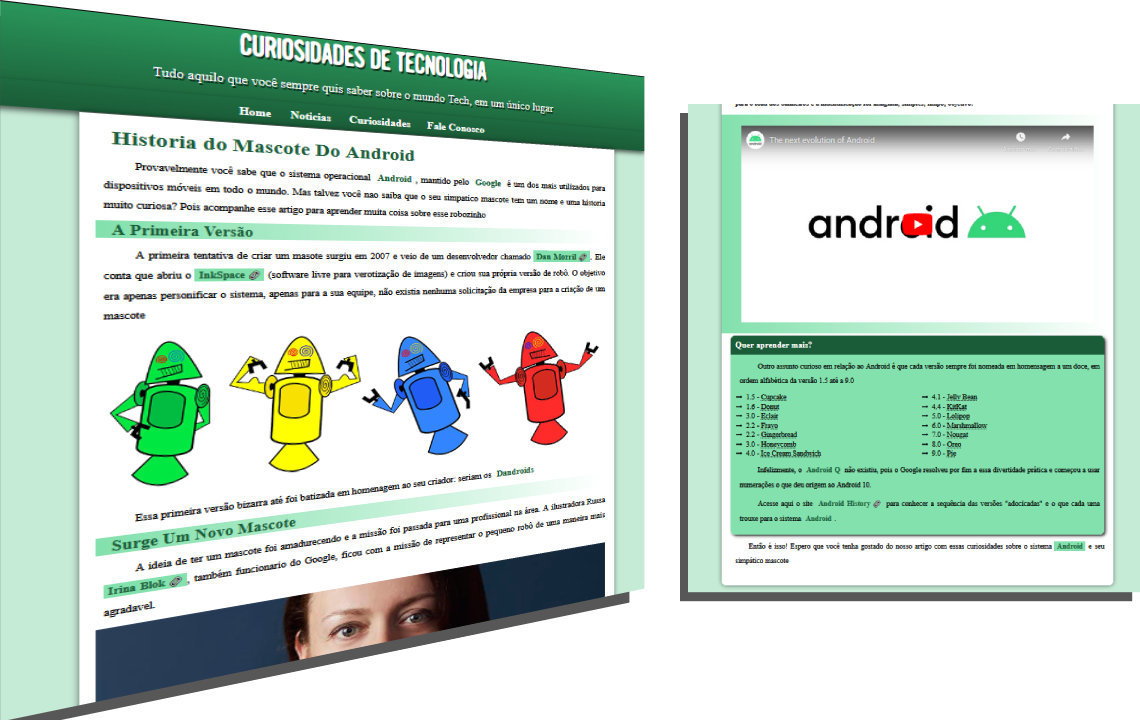 CURIOSIDADES DE TECNOLOGIA
Tudo aquilo que você sempre quis saber sobre o mundo Tech, em um único lugar
Home Noticias Curiosidades Fale Conosco
Historia do Mascote Do Android
Provavelmente você sabe que o sistema operacional Android , mantido pelo Google é um dos mais utilizados para
dispositivos móveis em todo o mundo. Mas talvez você nao saiba que o seu simpatico mascote tem um nome e uma historia
muito curiosa? Pois acompanhe esse artigo para aprender muita coisa sobre esse robozinho
A Primeira Versão
A primeira tentativa de criar um masote surgiu em 2007 e veio de um desenvolvedor chamado Dan Morril . Ele
conta que abriu o InkSpace (software livre para verotização de imagens) e criou sua própria versão de robô. O objetivo
era apenas personificar o sistema, apenas para a sua equipe, não existia nenhuma solicitação da empresa para a criação de um
mascote
Essa primeira versão bizarra até foi batizada em homenagem ao seu criador: seriam os Dandroids
Surge Um Novo Mascote
A ideia de ter um mascote foi amadurecendo e a missão foi passada para uma profissional na área. A ilustradora Russa
Irina Blok , também funcionario do Google, ficou com a missão de representar o pequeno robô de uma maneira mais
agradavel.
The next evolution of Android
android
Quer aprender mais?
Outro assunto curioso em relação ao Android é que cada versão sempre foi nomeada em homenagem a um doce, em
ordem alfabética da versão 1.5 até a 9.0
→ 1.5 - Cupcake
→ 1.6 - Donut
→ 3.0 - Eclair
→ 2.2 - Frayo
→ 2.2 - Gingerbread
→ 3.0 - Honeycomb
→ 4.0 - Ice Cream Sandwich
→ 4.1 - Jelly Bean
→ 4.4 - KitKat
→ 5.0 - Lolipop
→ 6.0 - Marshmallow
→ 7.0 - Nougat
→ 8.0 - Oreo
→ 9.0 - Pie
Infelizmente, o Android Q não existiu, pois o Google resolveu por fim a essa divertidade prática e começou a usar
numerações o que deu origem ao Android 10.
Acesse aqui o site Android History para conhecer a sequência das versões "adocicadas" e o que cada uma
trouxe para o sistema Android .
Então é isso! Espero que você tenha gostado do nosso artigo com essas curiosidades sobre o sistema Android e seu
simpático mascote